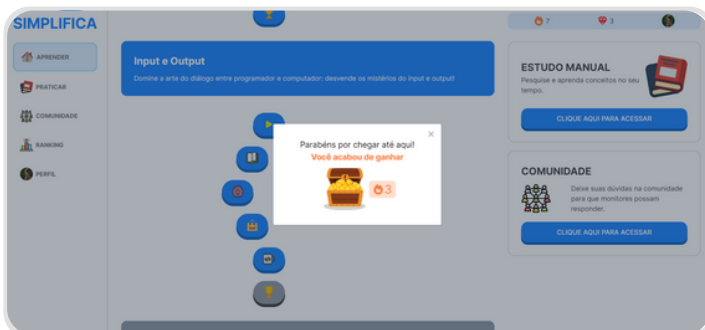 SIMPLIFICA
APRENDER
PRATICAR
COMUNIDADE
RANKING
PERFIL
Input e Output
Domine a arte do diálogo entre programador e computador: desvende os mistérios do input e output!
Parabéns por chegar até aqui!
Você acabou de ganhar
3
7
3
ESTUDO MANUAL
Pesquise e aprenda conceitos no seu
tempo.
CLIQUE AQUI PARA ACESSAR
COMUNIDADE
Deixe suas dúvidas na comunidade
para que monitores possam
responder.
CLIQUE AQUI PARA ACESSAR